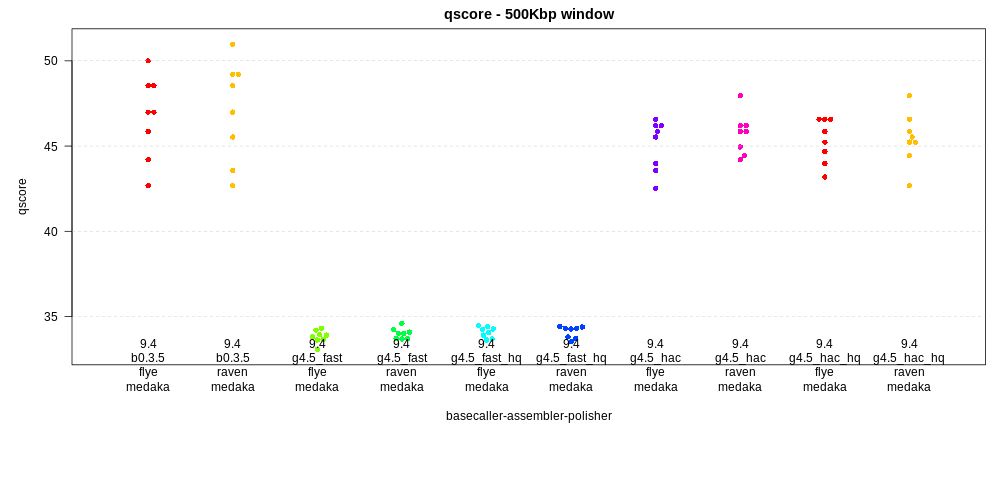 qscore - 500Kbp window
qscore
50
45
40
35
9.4 9.4 9.4 9.4 9.4 9.4 9.4 9.4 9.4 9.4
b0.3.5 b0.3.5 g4.5_fast g4.5_fast g4.5_fast_hq g4.5_fast_hq g4.5_hac g4.5_hac g4.5_hac_hq g4.5_hac_hq
flye raven flye raven flye raven flye raven flye raven
medaka medaka medaka medaka medaka medaka medaka medaka medaka medaka
basecaller-assembler-polisher